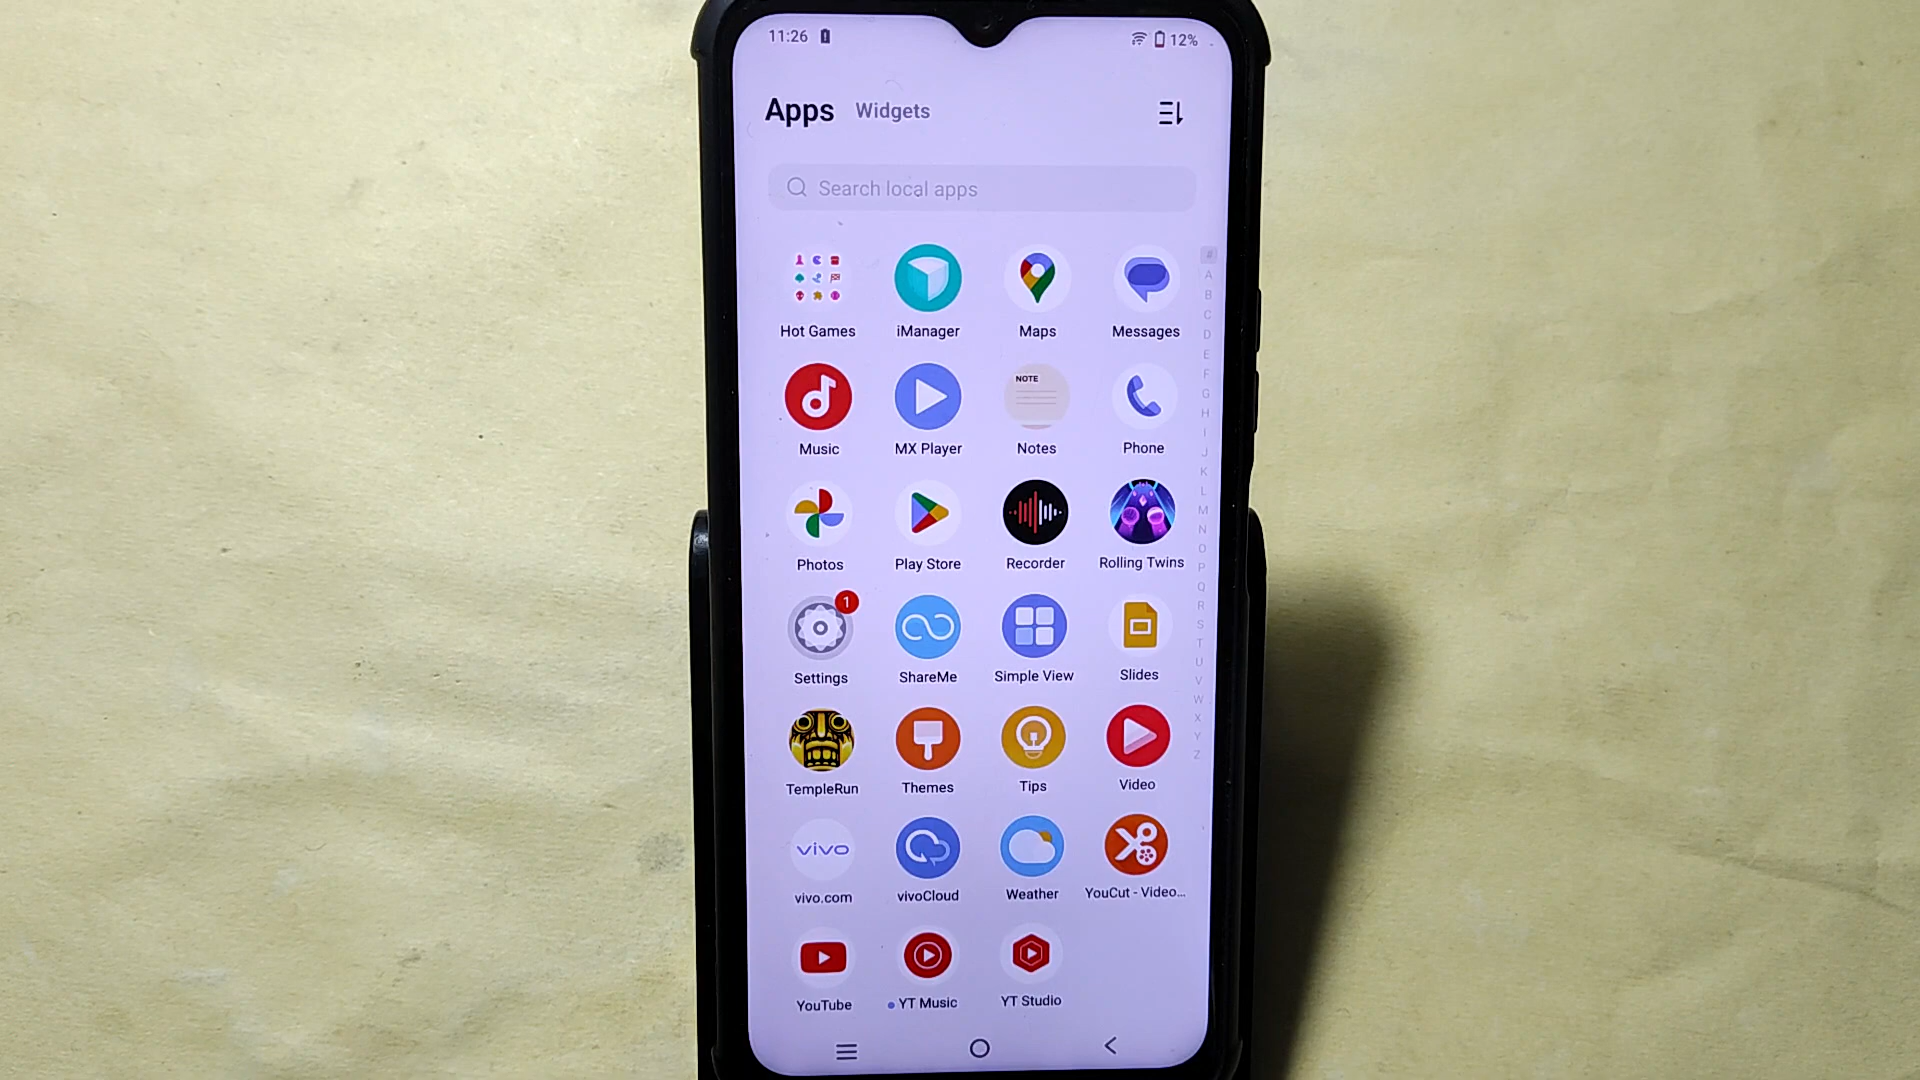 11:26 12%
Apps Widgets
Search local apps
Hot Games iManager Maps Messages
NOTE
Music MX Player Notes Phone
Photos Play Store Recorder Rolling Twins
1
Settings ShareMe Simple View Slides
TempleRun Themes Tips Video
vivo
vivo.com vivoCloud Weather YouCut - Video...
YouTube YT Music YT Studio
#
A
B
C
D
E
F
G
H
I
J
K
L
M
N
O
P
Q
R
S
T
U
V
W
X
Y
Z